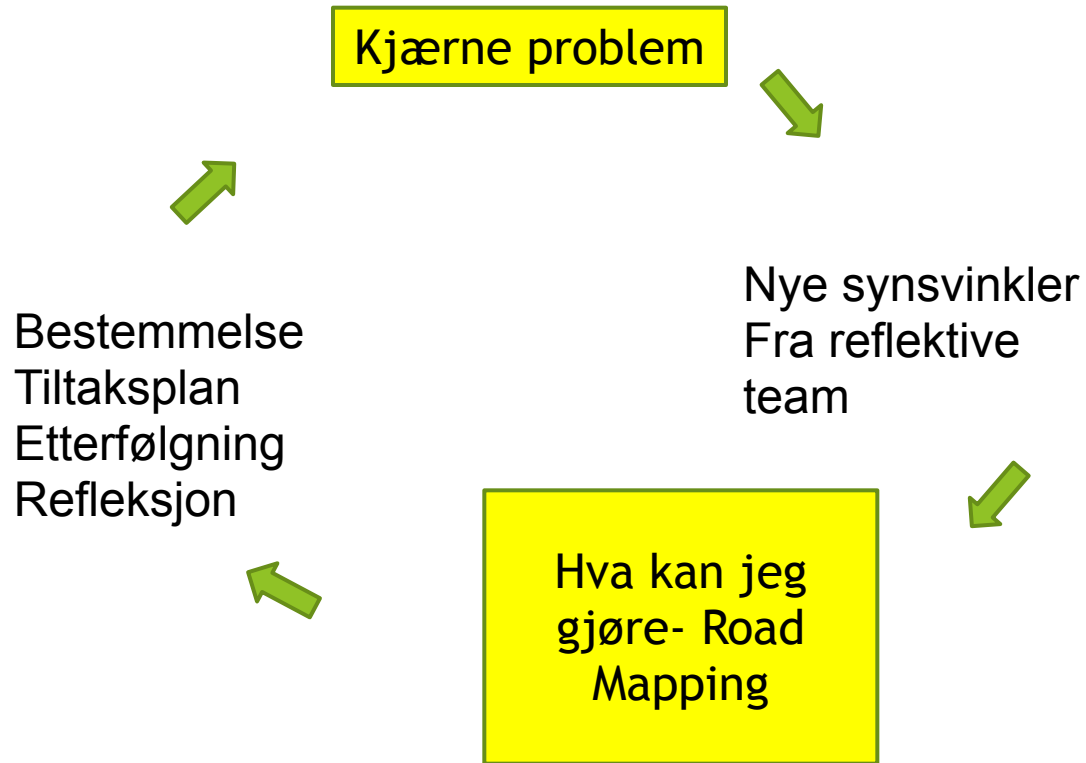 Kjærne problem
Nye synsvinkler
Fra reflektive
team
Hva kan jeg
gjøre- Road
Mapping
Bestemmelse
Tiltaksplan
Etterfølgning
Refleksjon